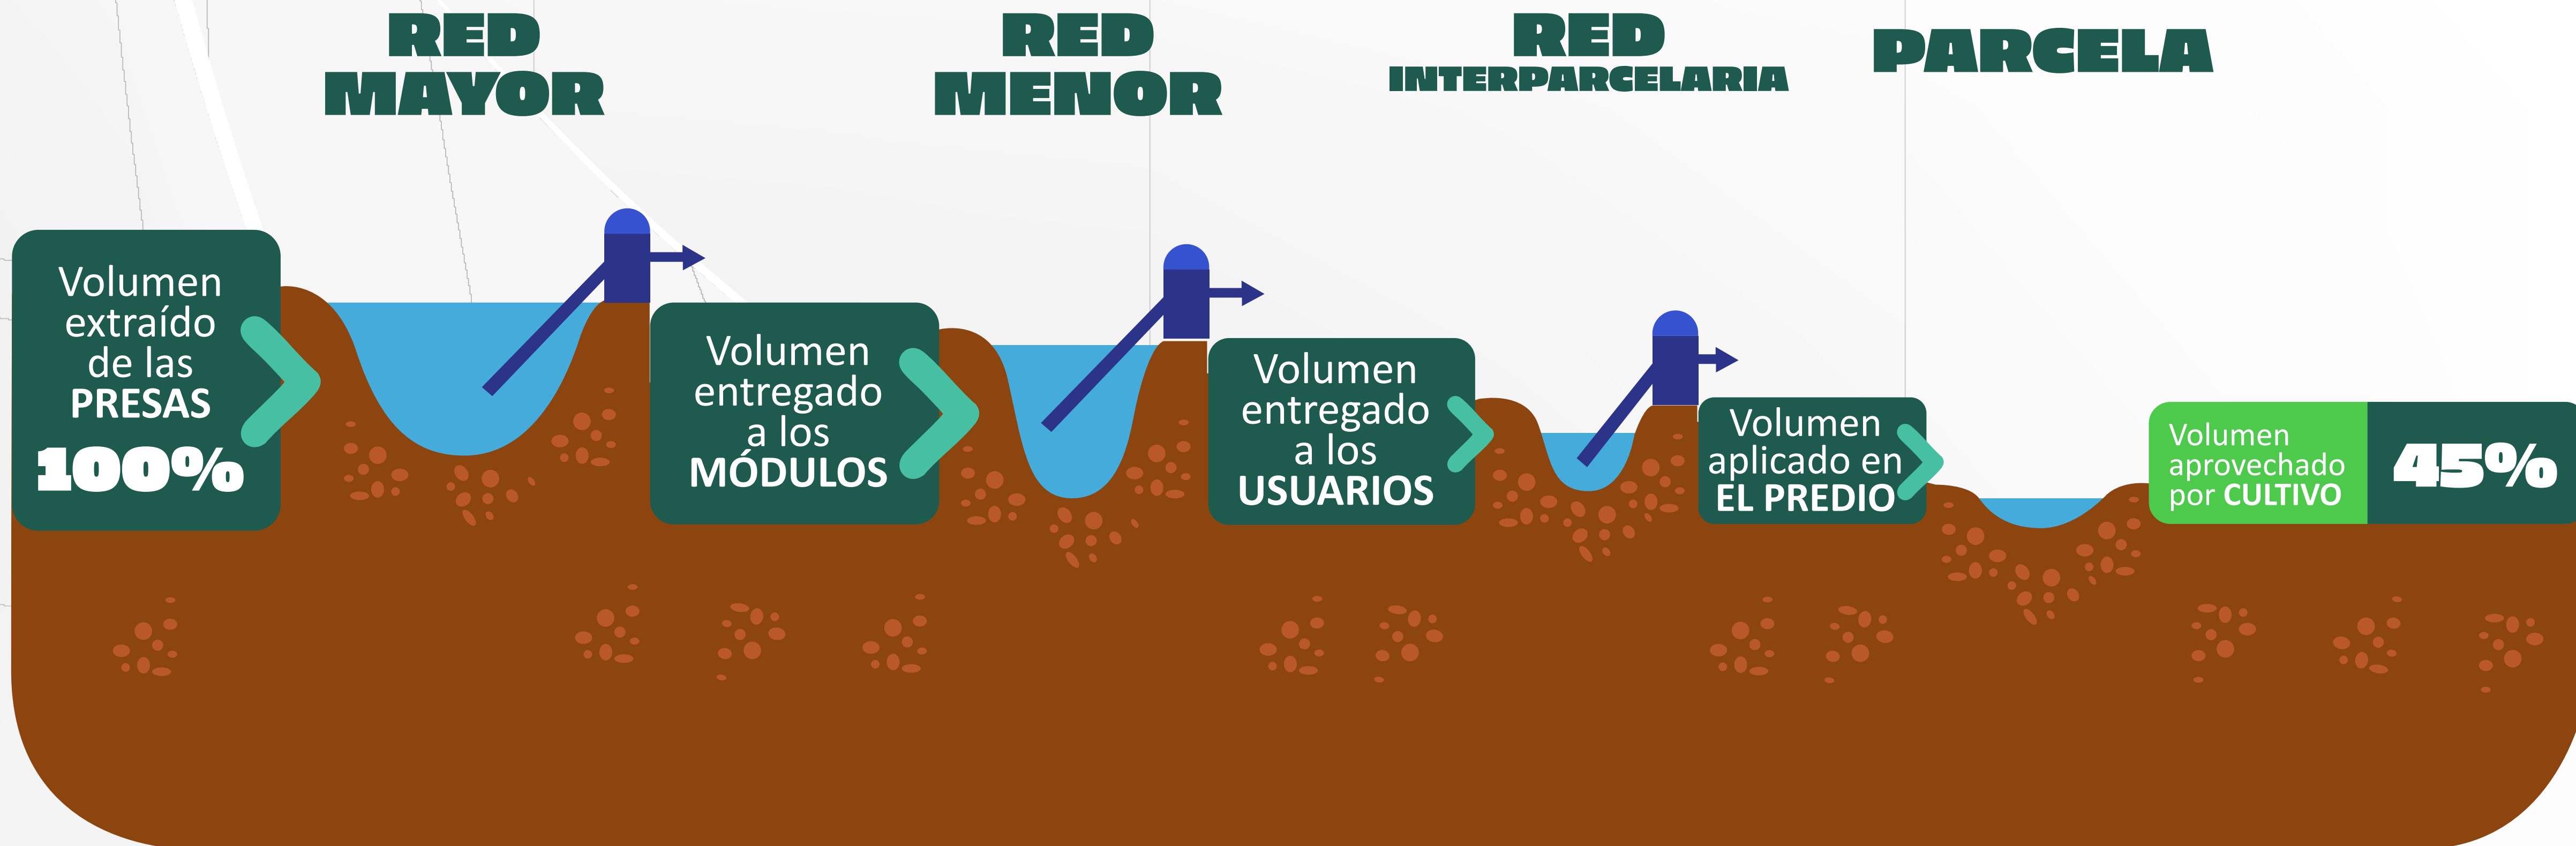 RED
MAYOR
RED
MENOR
RED
INTERPARCELARIA
PARCELA
Volumen
extraído
de las
PRESAS
100%
Volumen
entregado
a los
MÓDULOS
Volumen
entregado
a los
USUARIOS
Volumen
aplicado en
EL PREDIO
Volumen
aprovechado
por CULTIVO
45%